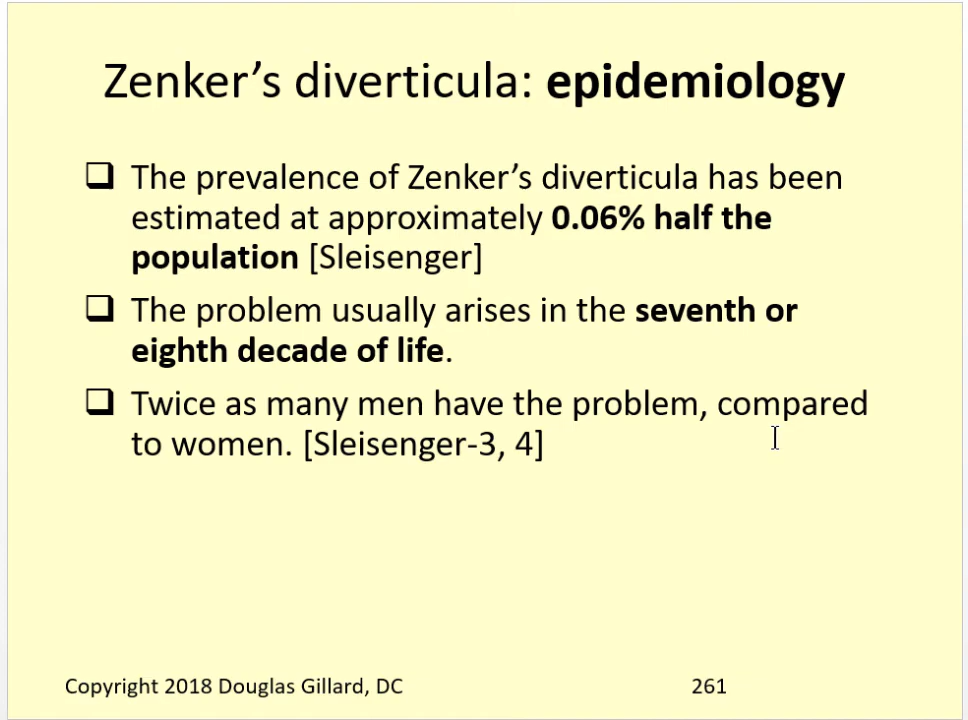 Zenker’s diverticula: epidemiology
❑ The prevalence of Zenker’s diverticula has been
estimated at approximately 0.06% half the
population [Sleisenger]
❑ The problem usually arises in the seventh or
eighth decade of life.
❑ Twice as many men have the problem, compared
to women. [Sleisenger-3, 4]
Copyright 2018 Douglas Gillard, DC 261